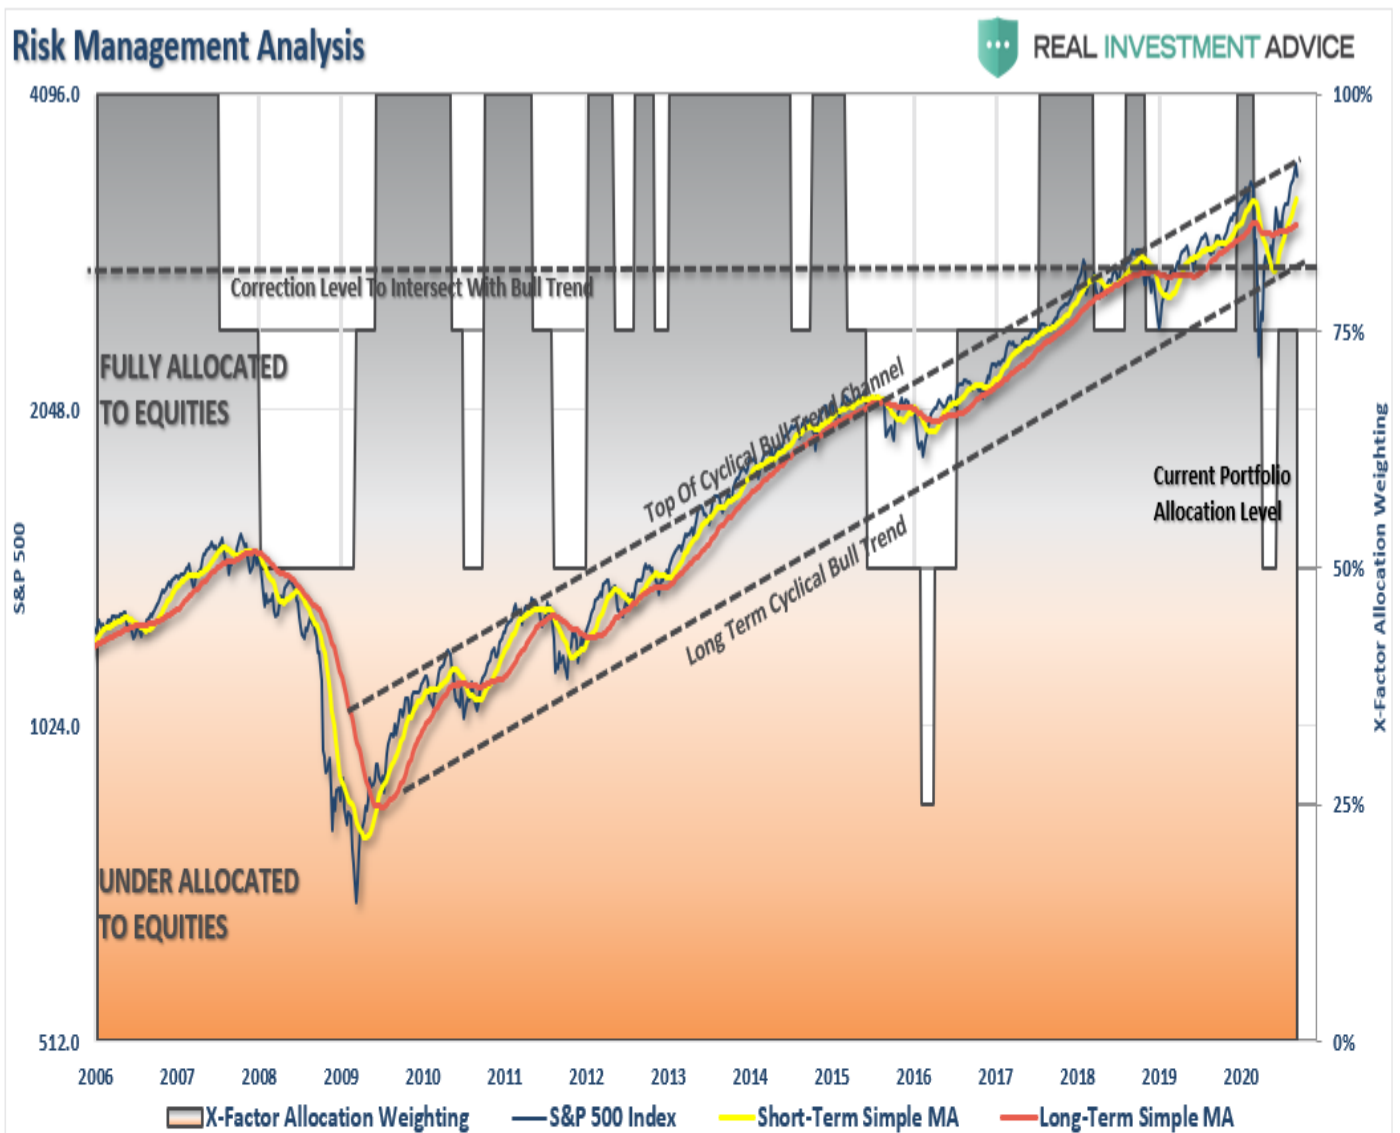 Risk Management Analysis
REAL INVESTMENT ADVICE
4096.0
2048.0
1024.0
512.0
S&P 500
100%
75%
50%
25%
0%
X-Factor Allocation Weighting
Correction Level To Intersect With Bull Trend
FULLY ALLOCATED
TO EQUITIES
Top Of Cyclical Bull Trend Channel
Long Term Cyclical Bull Trend
Current Portfolio
Allocation Level
UNDER ALLOCATED
TO EQUITIES
2006 2007 2008 2009 2010 2011 2012 2013 2014 2015 2016 2017 2018 2019 2020
X-Factor Allocation Weighting S&P 500 Index Short-Term Simple MA Long-Term Simple MA